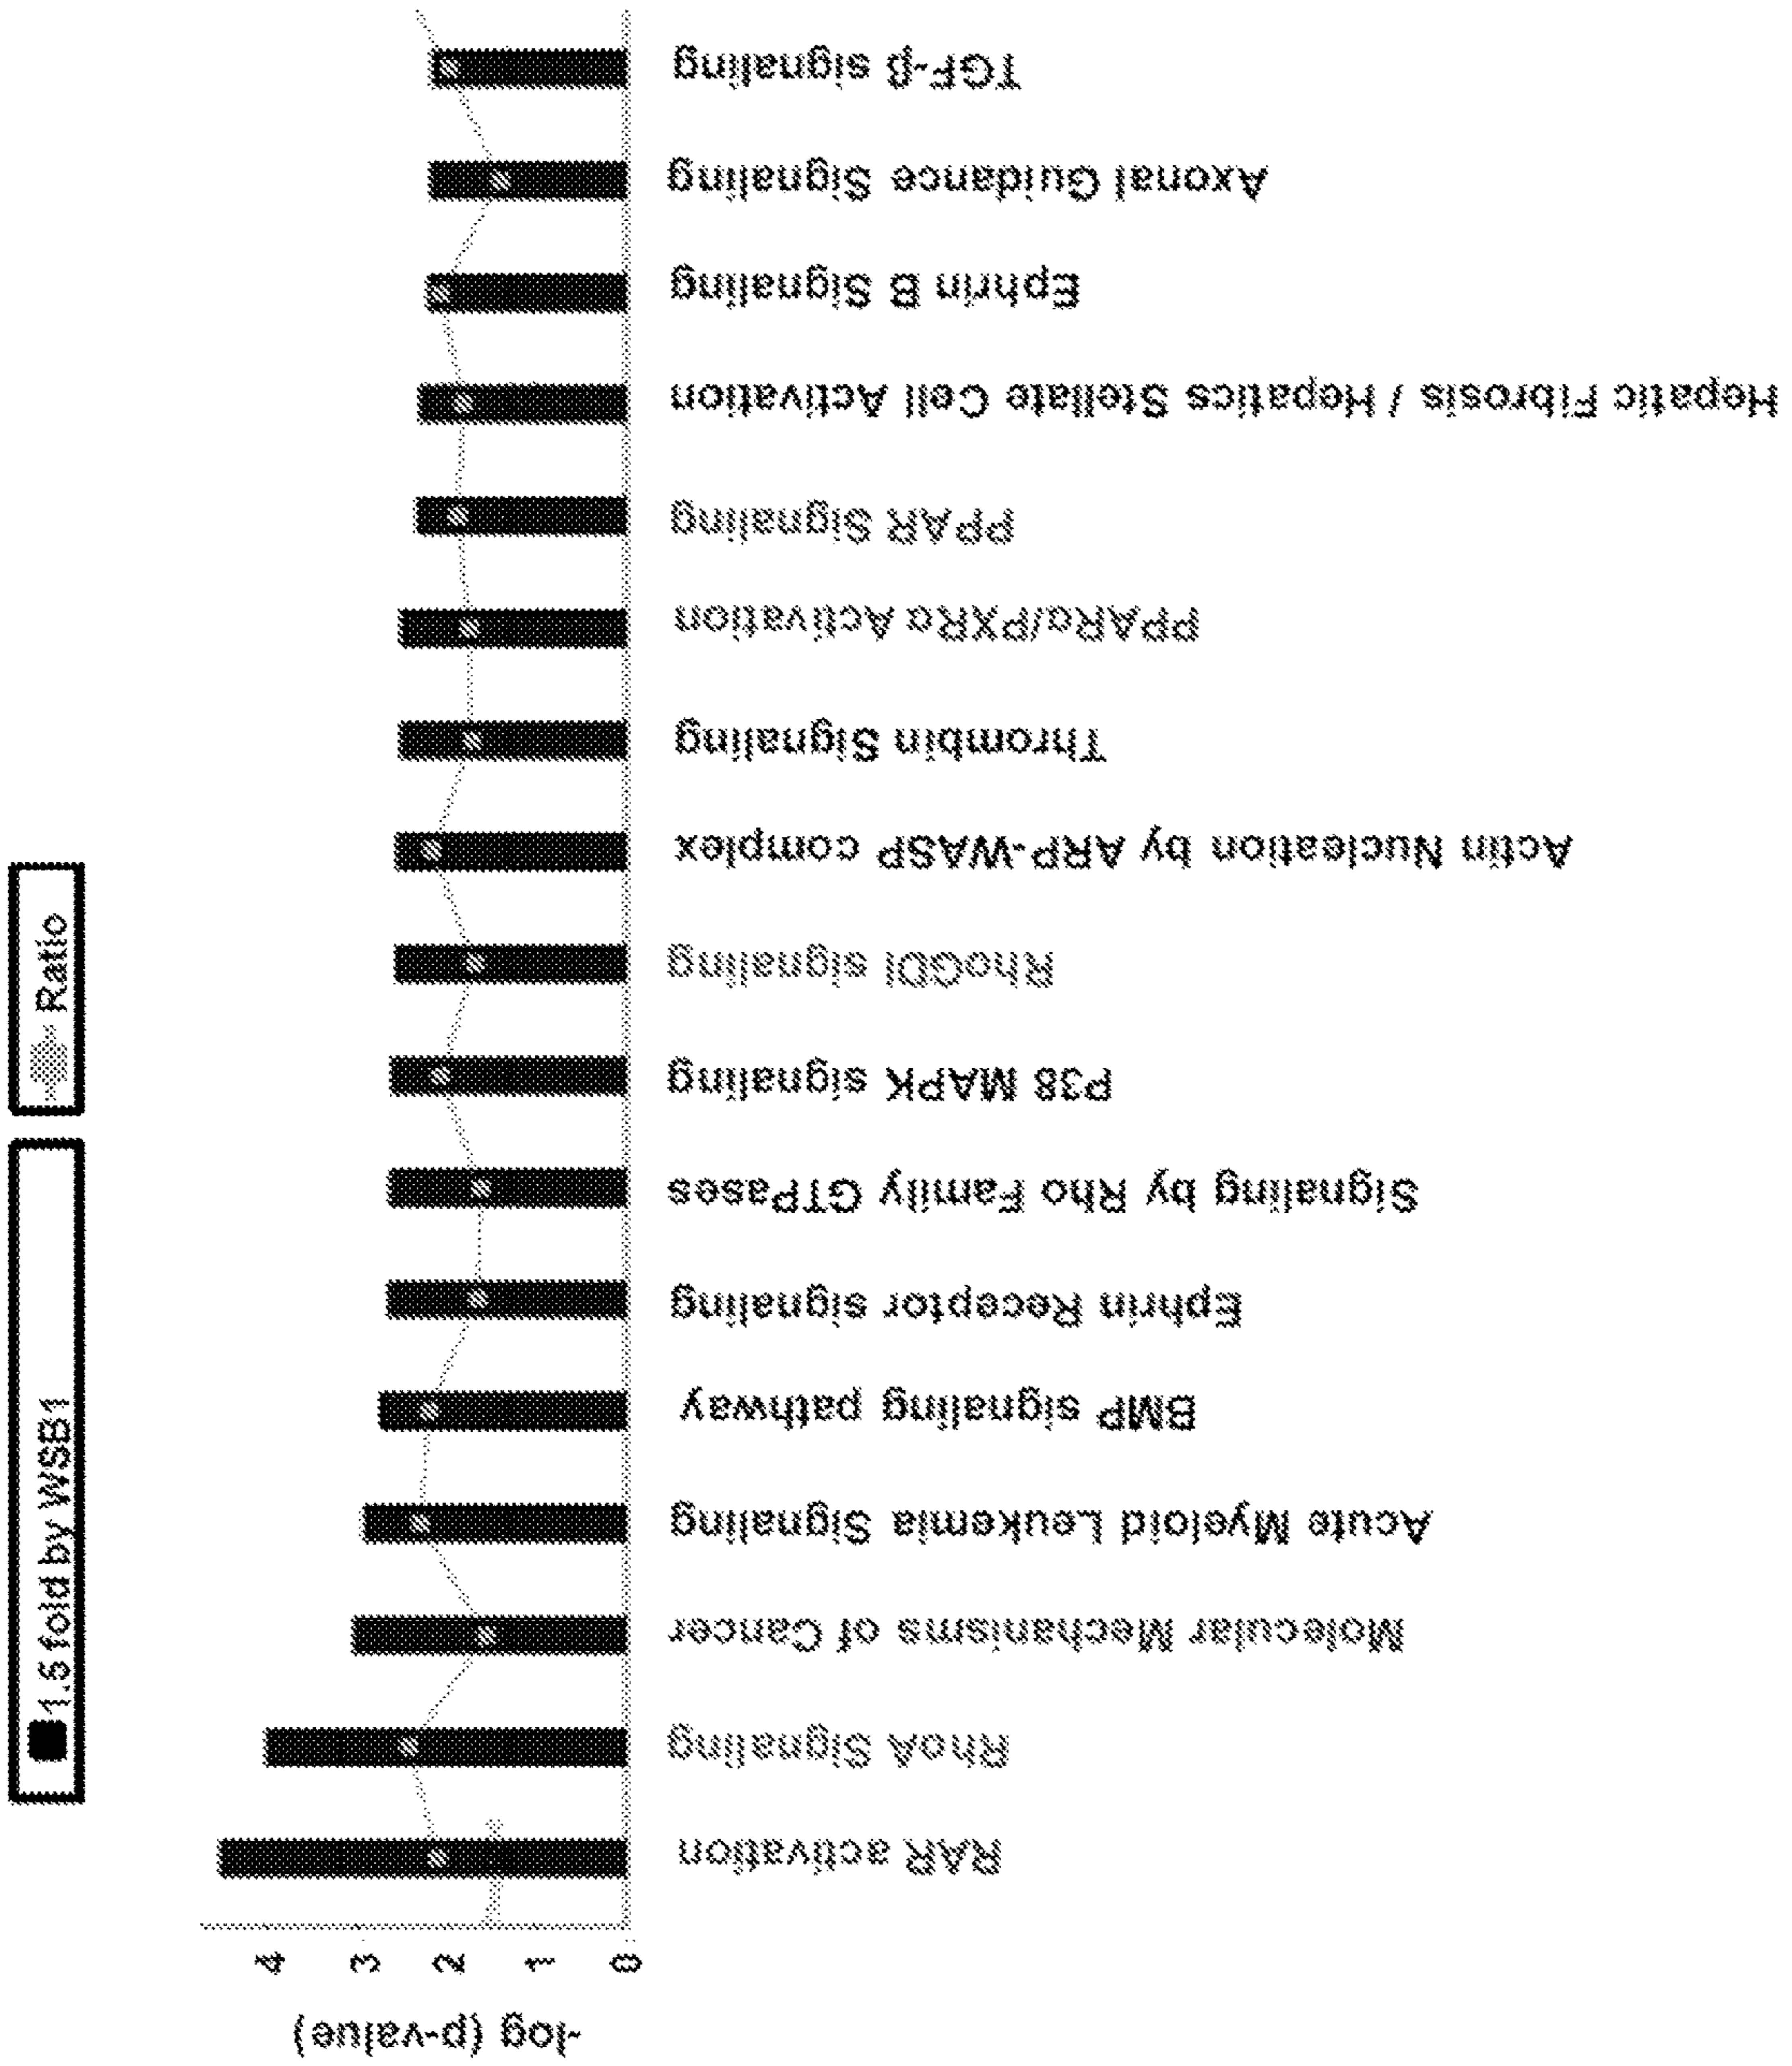 1.5 fold by WSB1
Ratio
-log (p-value)
4
3
2
1
0
RAR activation
RhoA Signaling
Molecular Mechanisms of Cancer
Acute Myeloid Leukemia Signaling
BMP signaling pathway
Ephrin Receptor signaling
Signaling by Rho Family GTPases
P38 MAPK signaling
RhoGDI signaling
Actin Nucleation by ARP-WASP complex
Thrombin Signaling
PPARα/PXRα Activation
PPAR Signaling
Hepatic Fibrosis / Hepatics Stellate Cell Activation
Ephrin B Signaling
Axonal Guidance Signaling
TGF-β signaling